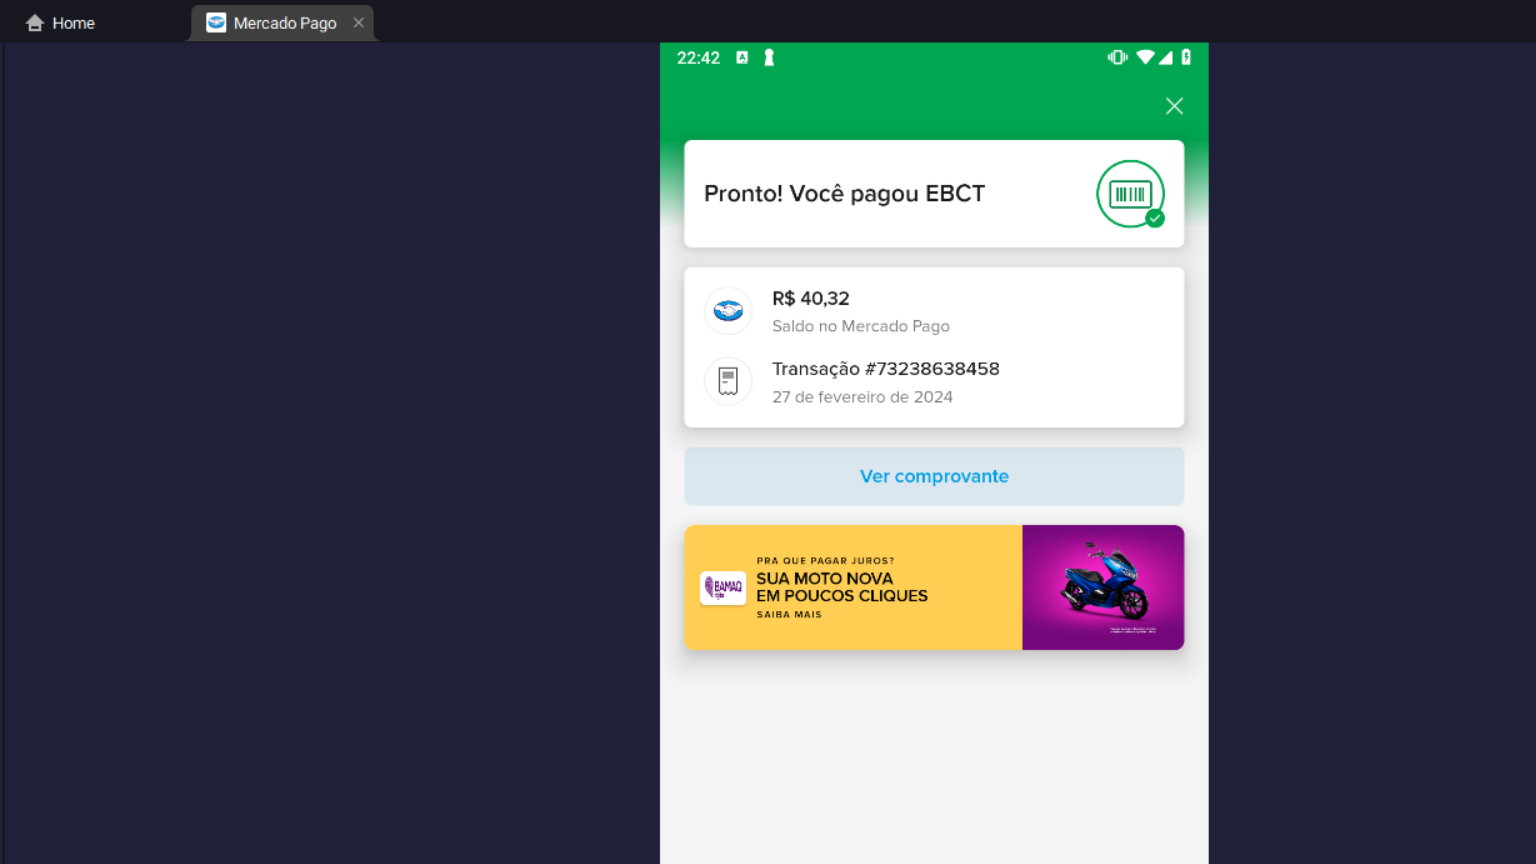 Home
Mercado Pago
22:42
Pronto! Você pagou EBCT
R$ 40,32
Saldo no Mercado Pago
Transação #73238638458
27 de fevereiro de 2024
Ver comprovante
PRA QUE PAGAR JUROS?
BAMAQ
SUA MOTO NOVA
EM POUCOS CLIQUES
SAIBA MAIS